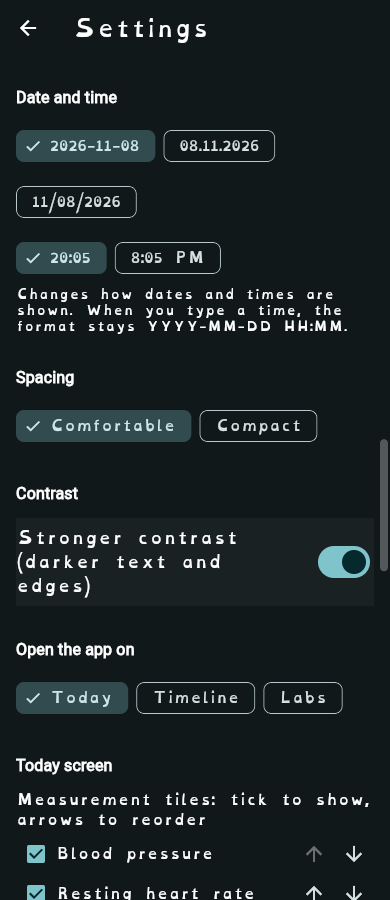 Settings
Date and time
2026-11-08 08.11.2026
11/08/2026
20:05 8:05 PM
Changes how dates and times are
shown. When you type a time, the
format stays YYYY-MM-DD HH:MM.
Spacing
Comfortable Compact
Contrast
Stronger contrast
(darker text and
edges)
Open the app on
Today Timeline Labs
Today screen
Measurement tiles: tick to show,
arrows to reorder
Blood pressure
Resting heart rate